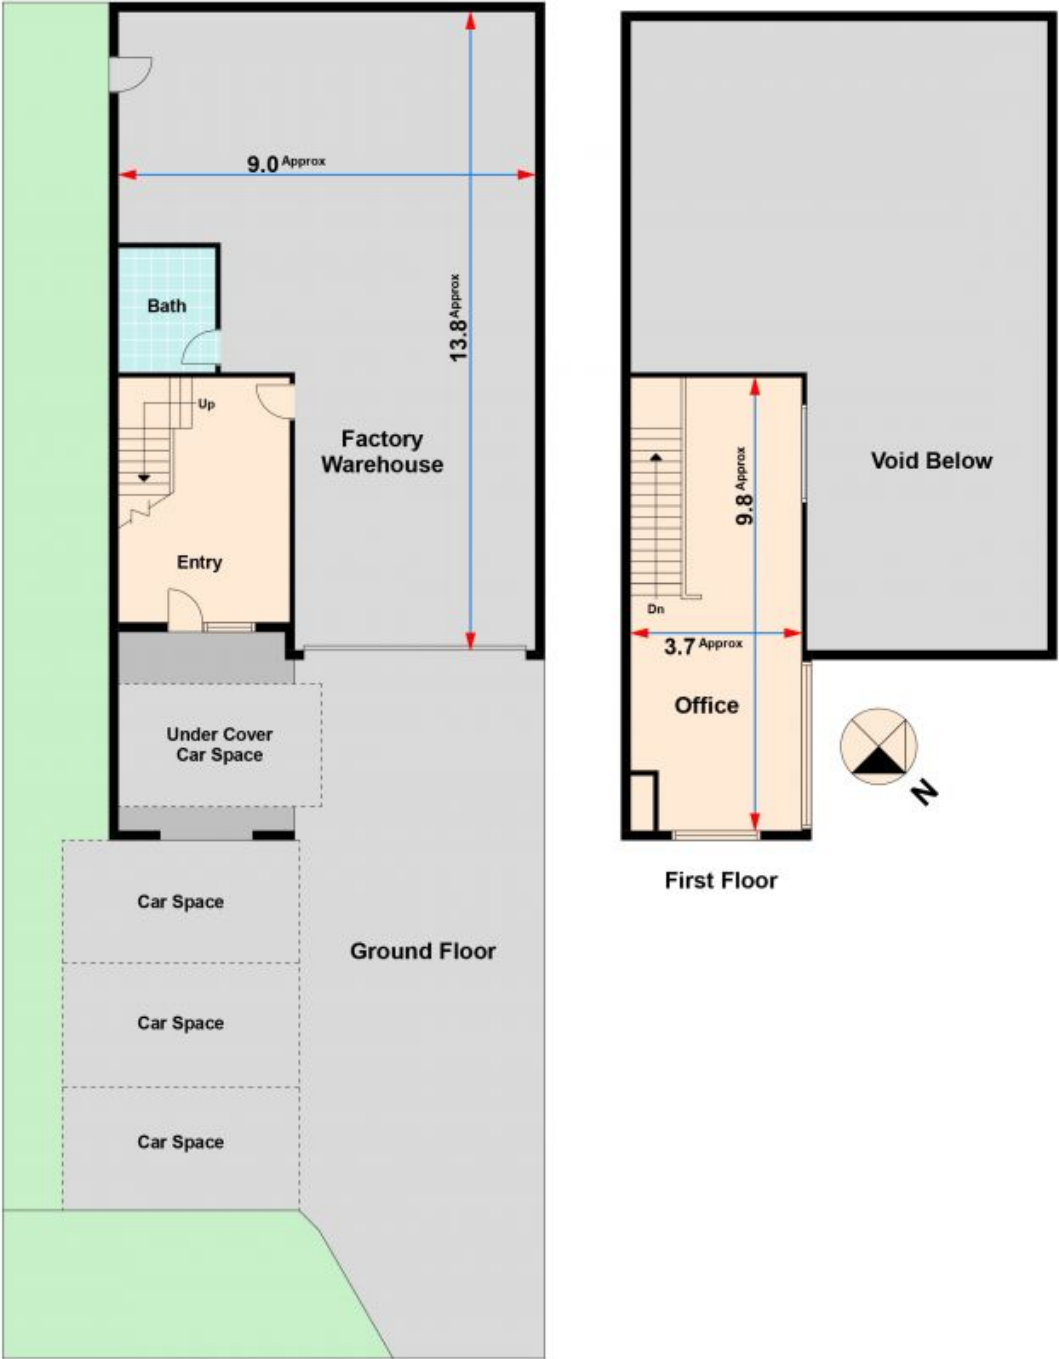 9.0 Approx
13.8 Approx
Bath
Up
Factory
Warehouse
Entry
Under Cover
Car Space
Car Space
Car Space
Car Space
Ground Floor
Void Below
9.8 Approx
Dn
3.7 Approx
Office
N
First Floor